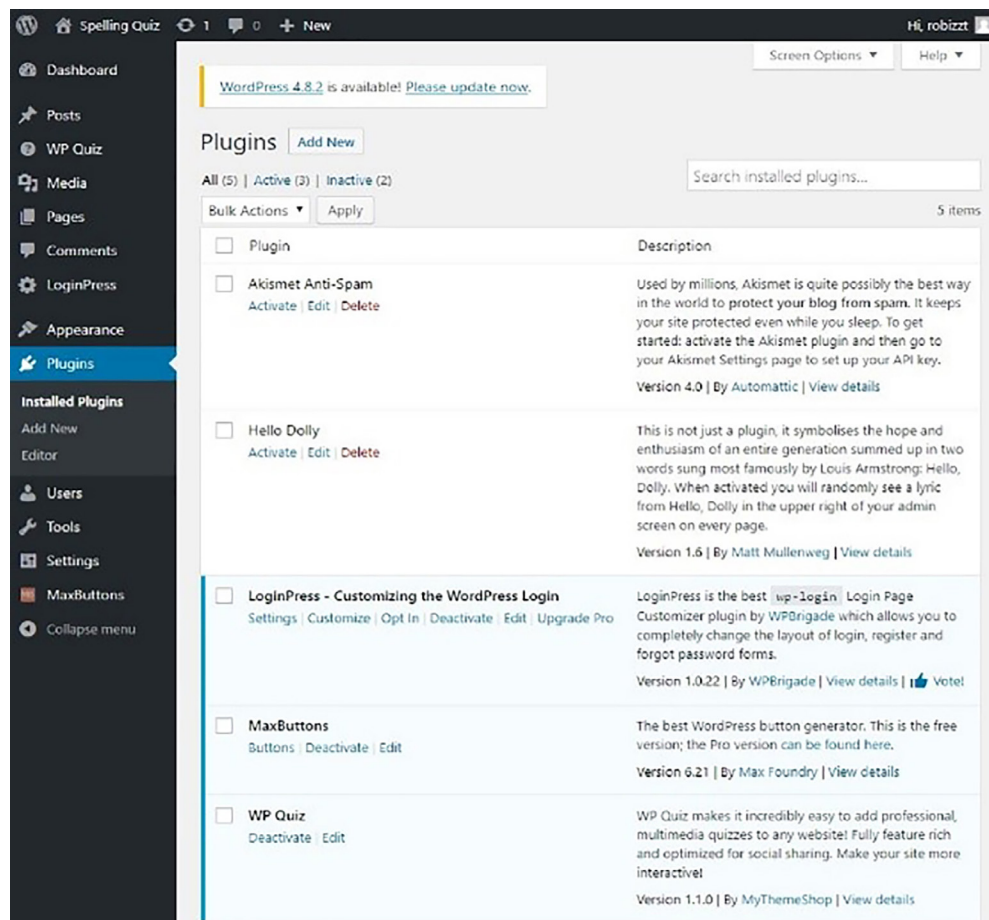 Spelling Quiz 1 0 + New Hi, robizzt
Dashboard
Posts
WP Quiz
Media
Pages
Comments
LoginPress
Appearance
Plugins
Installed Plugins
Add New
Editor
Users
Tools
Settings
MaxButtons
Collapse menu
Screen Options ▼ Help ▼
WordPress 4.8.2 is available! Please update now.
Plugins Add New
All (5) | Active (3) | Inactive (2)
Search installed plugins...
Bulk Actions ▼ Apply
5 items
Plugin Description
Akismet Anti-Spam
Activate | Edit | Delete
Used by millions, Akismet is quite possibly the best way
in the world to protect your blog from spam. It keeps
your site protected even while you sleep. To get
started: activate the Akismet plugin and then go to
your Akismet Settings page to set up your API key.
Version 4.0 | By Automattic | View details
Hello Dolly
Activate | Edit | Delete
This is not just a plugin, it symbolises the hope and
enthusiasm of an entire generation summed up in two
words sung most famously by Louis Armstrong: Hello,
Dolly. When activated you will randomly see a lyric
from Hello, Dolly in the upper right of your admin
screen on every page.
Version 1.6 | By Matt Mullenweg | View details
LoginPress - Customizing the WordPress Login
Settings | Customize | Opt In | Deactivate | Edit | Upgrade Pro
LoginPress is the best wp-login Login Page
Customizer plugin by WPBrigade which allows you to
completely change the layout of login, register and
forgot password forms.
Version 1.0.22 | By WPBrigade | View details | Vote!
MaxButtons
Buttons | Deactivate | Edit
The best WordPress button generator. This is the free
version; the Pro version can be found here.
Version 6.21 | By Max Foundry | View details
WP Quiz
Deactivate | Edit
WP Quiz makes it incredibly easy to add professional,
multimedia quizzes to any website! Fully feature rich
and optimized for social sharing. Make your site more
interactive!
Version 1.1.0 | By MyThemeShop | View details